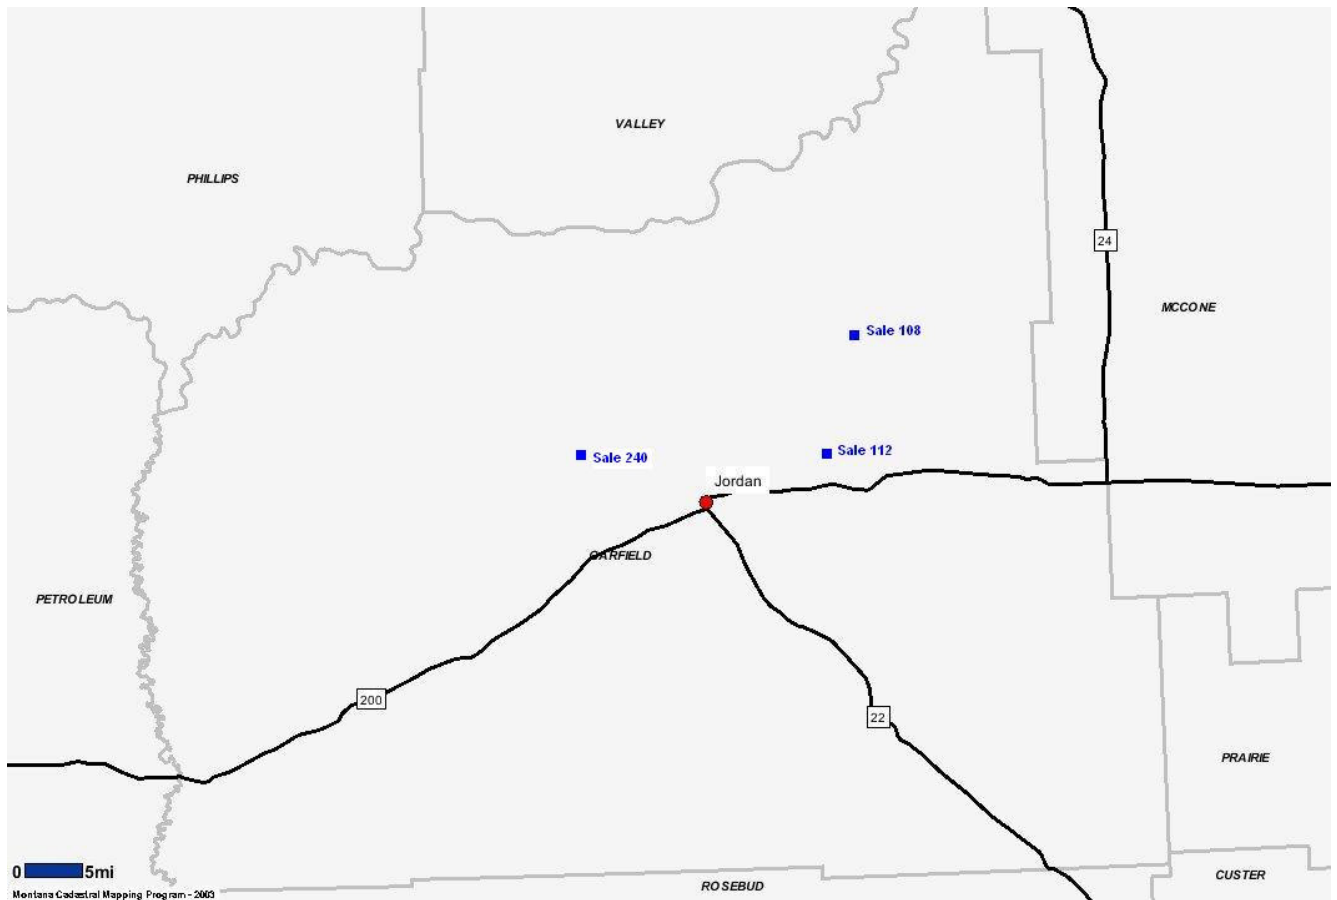 VALLEY
PHILLIPS
24
MCCONE
Sale 108
Sale 112
Sale 240
Jordan
GARFIELD
PETROLEUM
200
22
PRAIRIE
0 5mi
CUSTER
ROSEBUD
Montana Cadastral Mapping Program - 2003